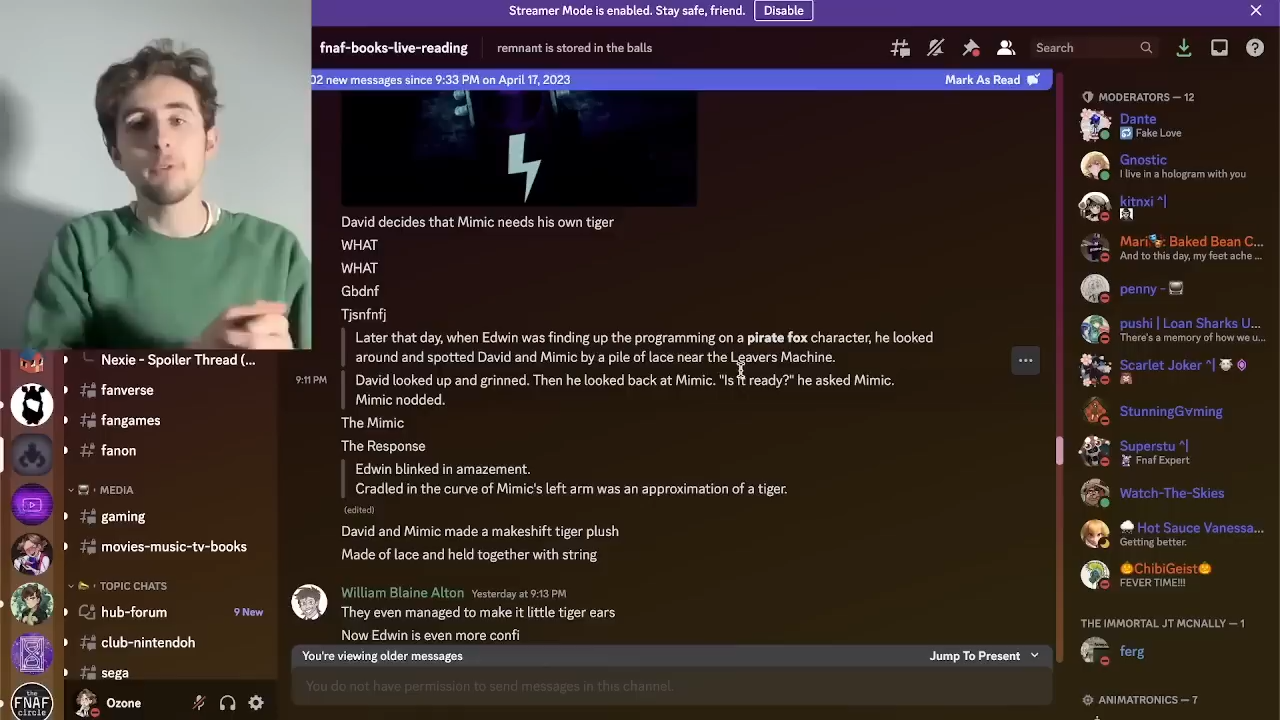 Streamer Mode is enabled. Stay safe, friend.
Disable
fnaf-books-live-reading
remnant is stored in the balls
Search
02 new messages since 9:33 PM on April 17, 2023
Mark As Read
David decides that Mimic needs his own tiger
WHAT
WHAT
Gbdnf
Tjsnfnfj
Later that day, when Edwin was finding up the programming on a pirate fox character, he looked
around and spotted David and Mimic by a pile of lace near the Leavers Machine.
9:11 PM
David looked up and grinned. Then he looked back at Mimic. "Is it ready?" he asked Mimic.
Mimic nodded.
The Mimic
The Response
Edwin blinked in amazement.
Cradled in the curve of Mimic's left arm was an approximation of a tiger.
(edited)
David and Mimic made a makeshift tiger plush
Made of lace and held together with string
William Blaine Alton Yesterday at 9:13 PM
They even managed to make it little tiger ears
Now Edwin is even more confi
You're viewing older messages
Jump To Present
You do not have permission to send messages in this channel.
Nexie - Spoiler Thread (...
fanverse
fangames
fanon
MEDIA
gaming
movies-music-tv-books
TOPIC CHATS
hub-forum
9 New
club-nintendoh
sega
Ozone
the
FNAF
circle
MODERATORS — 12
Dante
Fake Love
Gnostic
I live in a hologram with you
kitnxi ^|
Mari: Baked Bean C...
And to this day, my feet ache ...
penny -
pushi | Loan Sharks U...
There's a memory of how we u...
Scarlet Joker ^|
StunningG∀ming
Superstu ^|
Fnaf Expert
Watch-The-Skies
Hot Sauce Vanessa...
Getting better.
ChibiGeist
FEVER TIME!!!
THE IMMORTAL JT MCNALLY — 1
ferg
ANIMATRONICS — 7